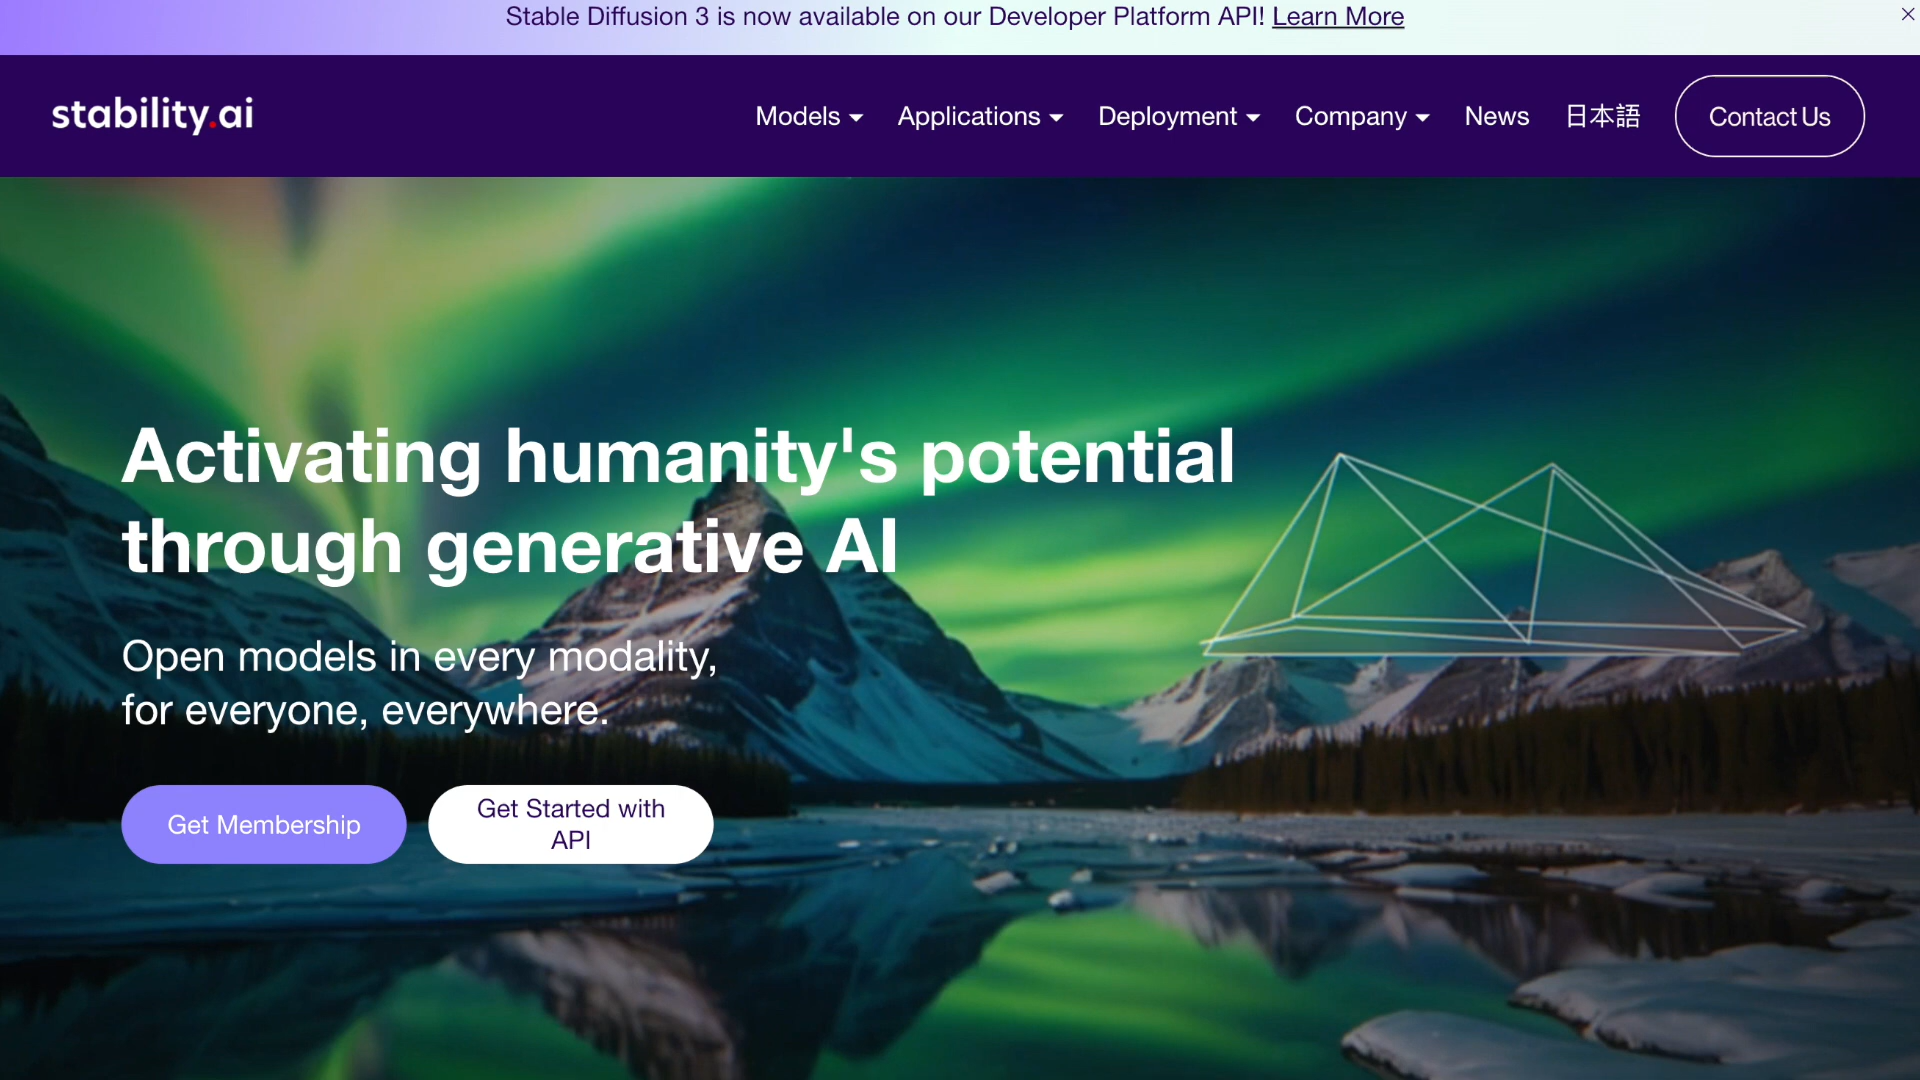 Stable Diffusion 3 is now available on our Developer Platform API! Learn More
stability.ai
Models
Applications
Deployment
Company
News
日本語
Contact Us
Activating humanity's potential
through generative AI
Open models in every modality,
for everyone, everywhere.
Get Membership
Get Started with
API